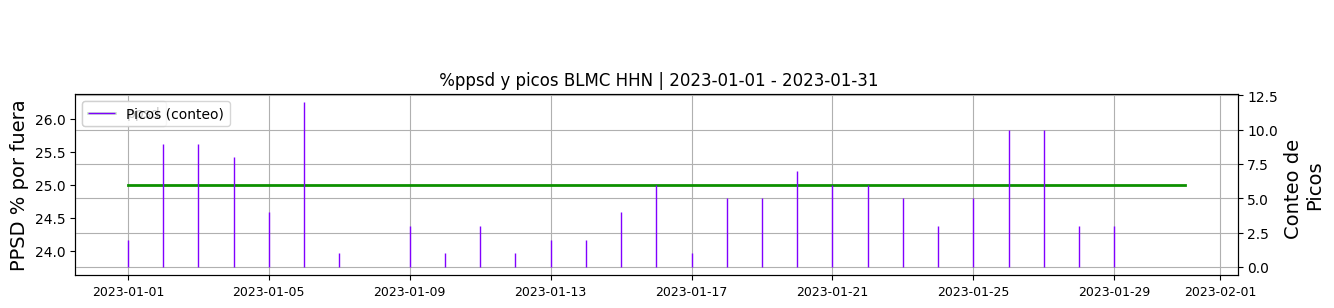 %ppsd y picos BLMC HHN | 2023-01-01 - 2023-01-31
Picos (conteo)
PPSD % por fuera
26.0
25.5
25.0
24.5
24.0
12.5
10.0
7.5
5.0
2.5
0.0
Conteo de
Picos
2023-01-01 2023-01-05 2023-01-09 2023-01-13 2023-01-17 2023-01-21 2023-01-25 2023-01-29 2023-02-01